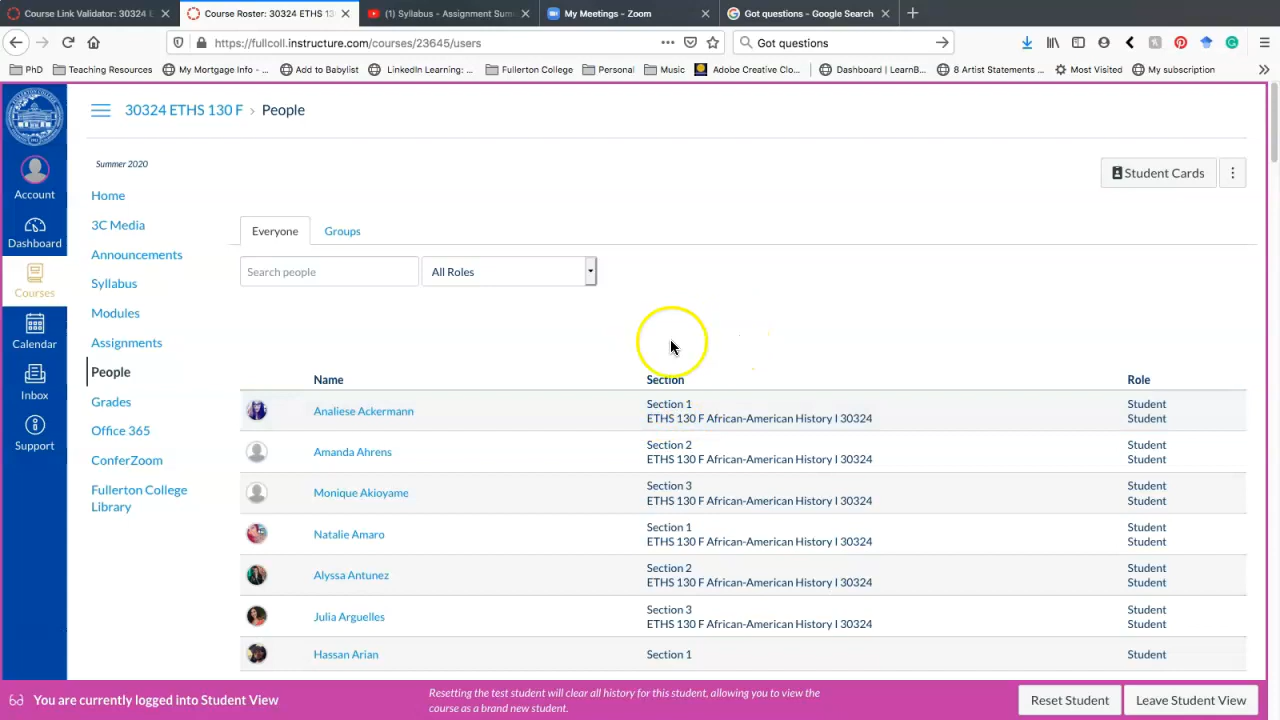 Course Link Validator: 30324 E
Course Roster: 30324 ETHS 13
(1) Syllabus - Assignment Sum
My Meetings - Zoom
Got questions - Google Search
https://fullcoll.instructure.com/courses/23645/users
Got questions
PhD
Teaching Resources
My Mortgage Info -...
Add to Babylist
LinkedIn Learning:...
Fullerton College
Personal
Music
Adobe Creative Clo...
Dashboard | LearnB...
8 Artist Statements...
Most Visited
My subscription
30324 ETHS 130 F > People
Summer 2020
Student Cards
Account
Dashboard
Courses
Calendar
Inbox
Support
Home
3C Media
Announcements
Syllabus
Modules
Assignments
People
Grades
Office 365
ConferZoom
Fullerton College
Library
Everyone
Groups
Search people
All Roles
Name Section Role
Analiese Ackermann
Section 1 Student
ETHS 130 F African-American History I 30324 Student
Amanda Ahrens
Section 2 Student
ETHS 130 F African-American History I 30324 Student
Monique Akioyame
Section 3 Student
ETHS 130 F African-American History I 30324 Student
Natalie Amaro
Section 1 Student
ETHS 130 F African-American History I 30324 Student
Alyssa Antunez
Section 2 Student
ETHS 130 F African-American History I 30324 Student
Julia Arguelles
Section 3 Student
ETHS 130 F African-American History I 30324 Student
Hassan Arian Section 1 Student
You are currently logged into Student View
Resetting the test student will clear all history for this student, allowing you to view the
course as a brand new student.
Reset Student
Leave Student View